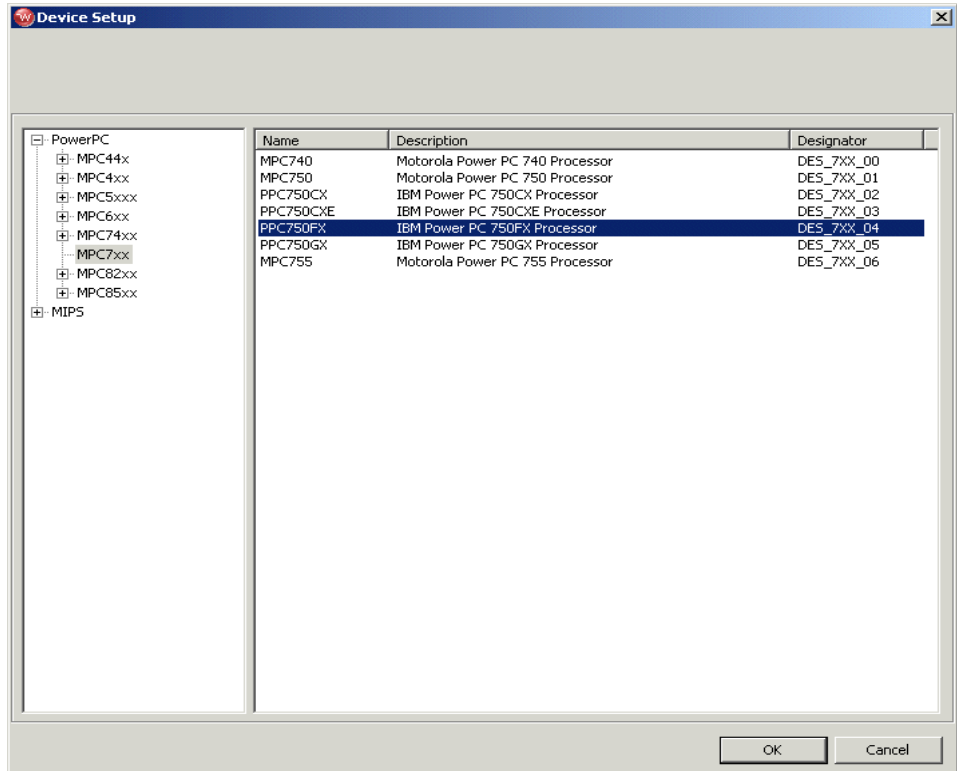 Device Setup
PowerPC
MPC44x
MPC4xx
MPC5xxx
MPC6xx
MPC74xx
MPC7xx
MPC82xx
MPC85xx
MIPS
Name Description Designator
MPC740 Motorola Power PC 740 Processor DES_7XX_00
MPC750 Motorola Power PC 750 Processor DES_7XX_01
PPC750CX IBM Power PC 750CX Processor DES_7XX_02
PPC750CXE IBM Power PC 750CXE Processor DES_7XX_03
PPC750FX IBM Power PC 750FX Processor DES_7XX_04
PPC750GX IBM Power PC 750GX Processor DES_7XX_05
MPC755 Motorola Power PC 755 Processor DES_7XX_06
OK Cancel